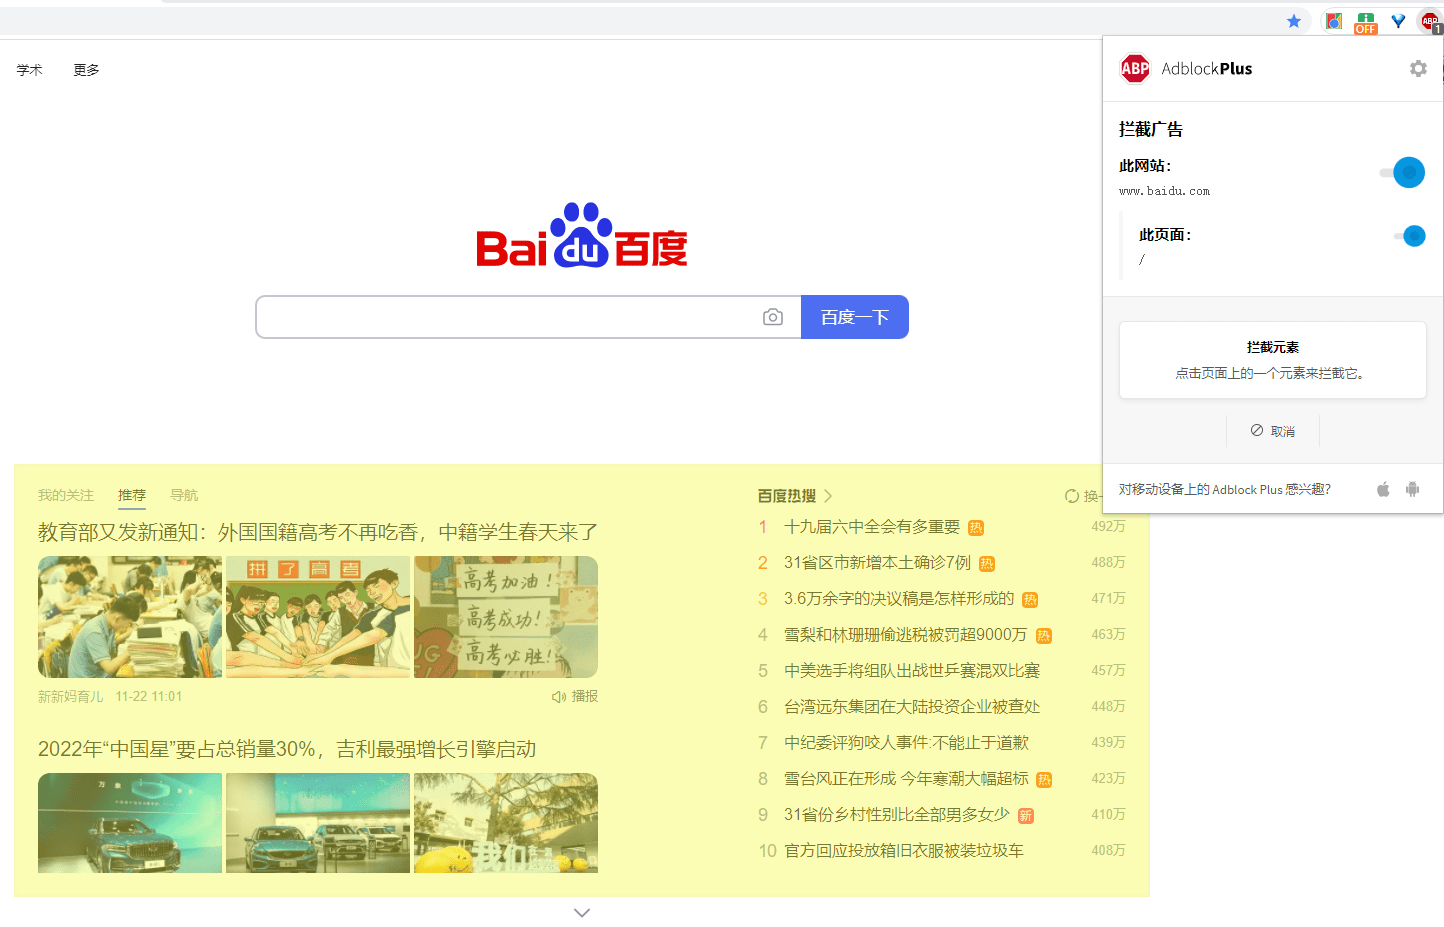 OFF
ABP
1
学术
更多
ABP
AdblockPlus
拦截广告
此网站：
www.baidu.com
此页面：
/
拦截元素
点击页面上的一个元素来拦截它。
取消
对移动设备上的 Adblock Plus 感兴趣?
Baidu百度
百度一下
我的关注
推荐
导航
教育部又发新通知：外国国籍高考不再吃香，中籍学生春天来了
拼了高考
高考加油！
高考成功！
高考必胜！
新新妈育儿 11-22 11:01
播报
2022年“中国星”要占总销量30%，吉利最强增长引擎启动
我们
百度热搜
换一
1 十九届六中全会有多重要 热 492万
2 31省区市新增本土确诊7例 热 488万
3 3.6万余字的决议稿是怎样形成的 热 471万
4 雪梨和林珊珊偷逃税被罚超9000万 热 463万
5 中美选手将组队出战世乒赛混双比赛 457万
6 台湾远东集团在大陆投资企业被查处 448万
7 中纪委评狗咬人事件:不能止于道歉 439万
8 雪台风正在形成 今年寒潮大幅超标 热 423万
9 31省份乡村性别比全部男多女少 新 410万
10 官方回应投放箱旧衣服被装垃圾车 408万